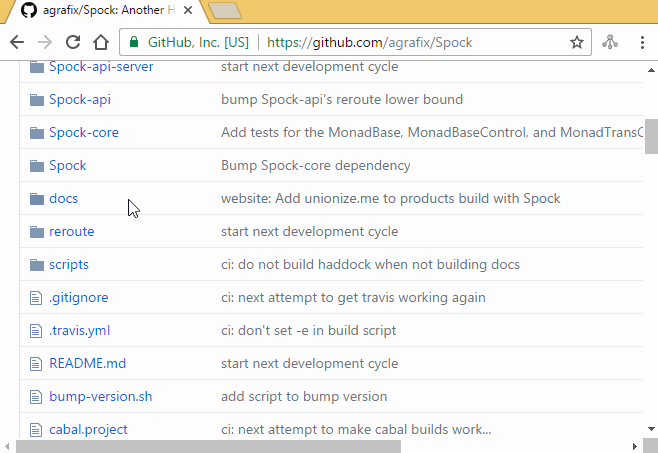 agrafix/Spock: Another H
GitHub, Inc. [US] https://github.com/agrafix/Spock
Spock-api-server start next development cycle
Spock-api bump Spock-api's reroute lower bound
Spock-core Add tests for the MonadBase, MonadBaseControl, and MonadTransC
Spock Bump Spock-core dependency
docs website: Add unionize.me to products build with Spock
reroute start next development cycle
scripts ci: do not build haddock when not building docs
.gitignore ci: next attempt to get travis working again
.travis.yml ci: don't set -e in build script
README.md start next development cycle
bump-version.sh add script to bump version
cabal.project ci: next attempt to make cabal builds work...